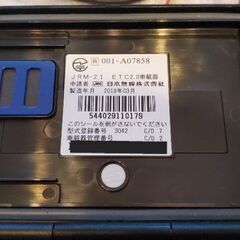 R 001-A07858
JRM-21 ETC2.0車載器
申請者 JRC 日本無線株式会社
製造年月 2018年03月
544029110179
このシールを剥がさないでください
型式登録番号 3042 C/D 7
車載器管理番号 C/D 2